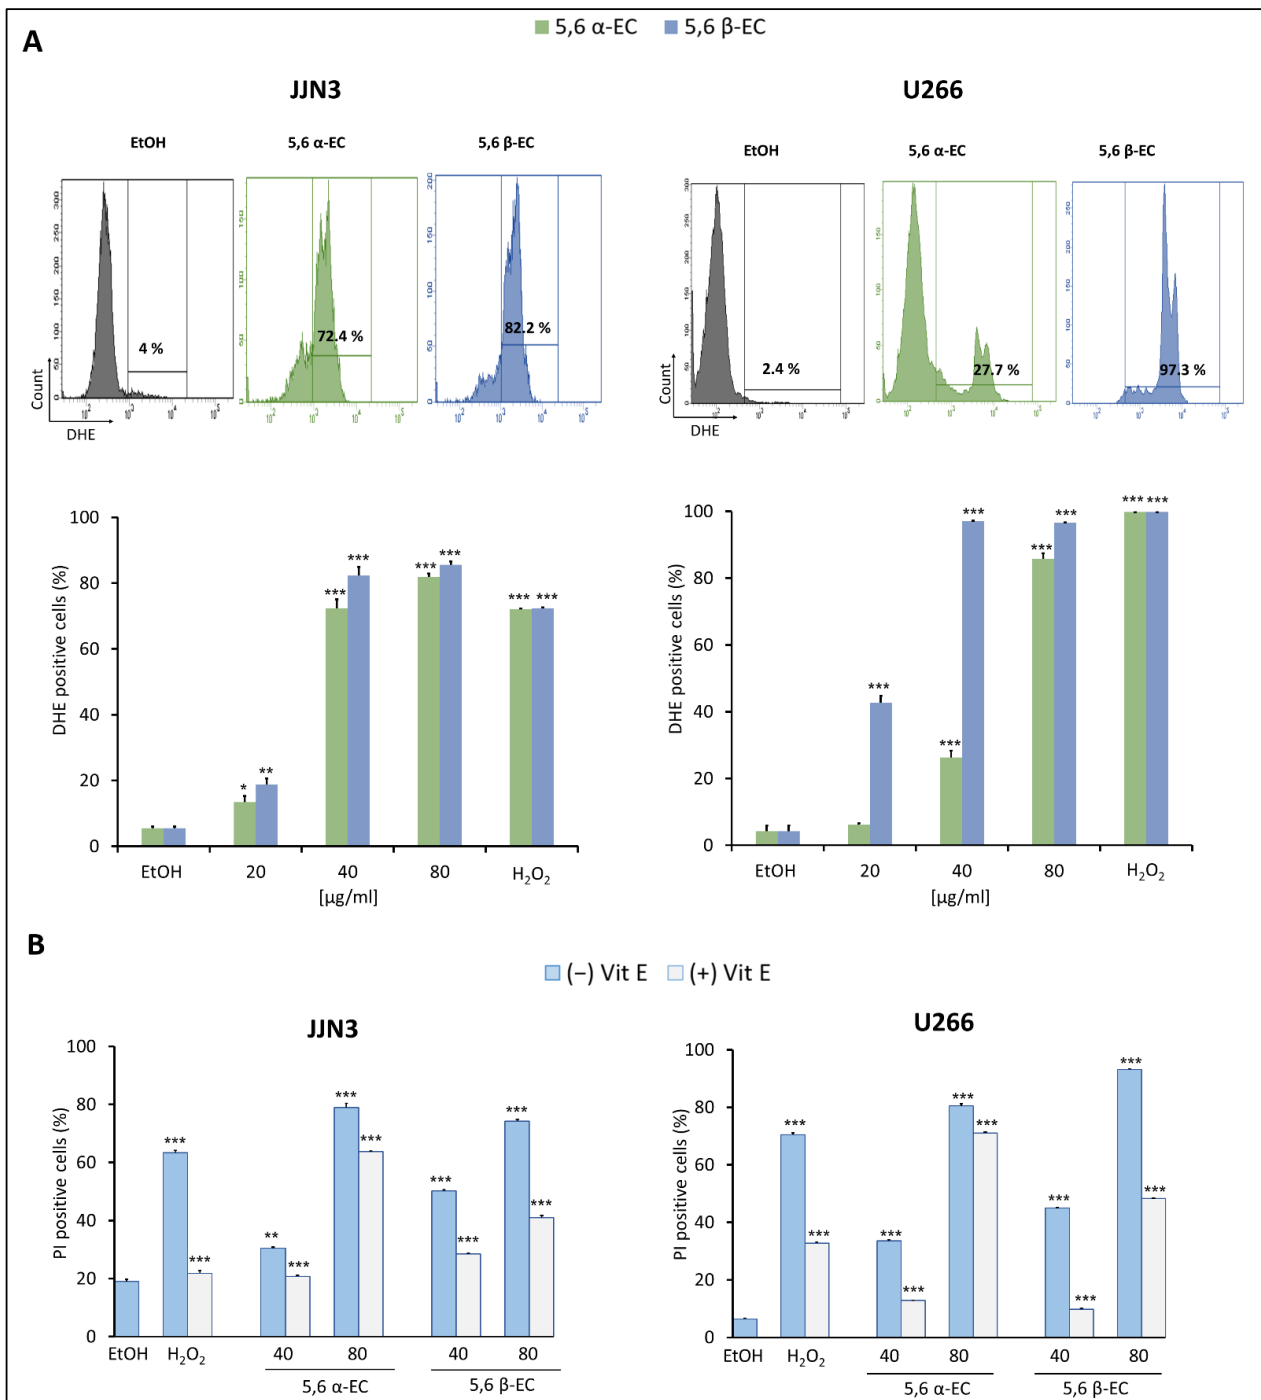 A
5,6 α-EC 5,6 β-EC
JJN3
EtOH 5,6 α-EC 5,6 β-EC
4 % 72.4 % 82.2 %
Count
DHE
U266
EtOH 5,6 α-EC 5,6 β-EC
2.4 % 27.7 % 97.3 %
Count
DHE
DHE positive cells (%)
100
80
60
40
20
0
* ** *** *** *** *** *** ***
EtOH 20 40 80 H₂O₂
[µg/ml]
DHE positive cells (%)
100
80
60
40
20
0
*** *** *** *** *** *** ***
EtOH 20 40 80 H₂O₂
[µg/ml]
B
(−) Vit E (+) Vit E
JJN3
PI positive cells (%)
100
80
60
40
20
0
*** *** ** *** *** *** *** *** *** ***
EtOH H₂O₂ 40 80 40 80
5,6 α-EC 5,6 β-EC
U266
PI positive cells (%)
100
80
60
40
20
0
*** *** *** *** *** *** *** *** *** ***
EtOH H₂O₂ 40 80 40 80
5,6 α-EC 5,6 β-EC